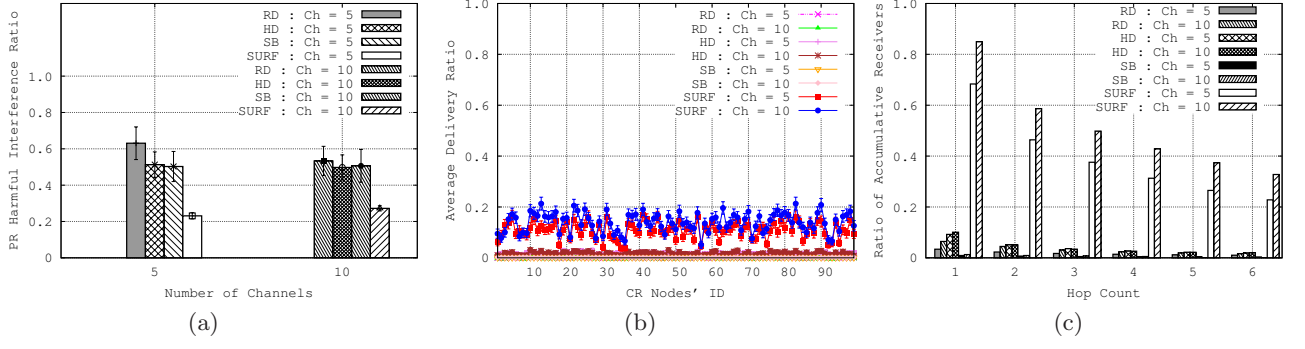 PR Harmful Interference Ratio
RD : Ch = 5
HD : Ch = 5
SB : Ch = 5
SURF : Ch = 5
RD : Ch = 10
HD : Ch = 10
SB : Ch = 10
SURF : Ch = 10
1.0
0.8
0.6
0.4
0.2
0
5
10
Number of Channels
(a)
Average Delivery Ratio
RD : Ch = 5
RD : Ch = 10
HD : Ch = 5
HD : Ch = 10
SB : Ch = 5
SB : Ch = 10
SURF : Ch = 5
SURF : Ch = 10
1.0
0.8
0.6
0.4
0.2
0
10 20 30 40 50 60 70 80 90
CR Nodes' ID
(b)
Ratio of Accumulative Receivers
RD : Ch = 5
RD : Ch = 10
HD : Ch = 5
HD : Ch = 10
SB : Ch = 5
SB : Ch = 10
SURF : Ch = 5
SURF : Ch = 10
1.0
0.8
0.6
0.4
0.2
0
1 2 3 4 5 6
Hop Count
(c)